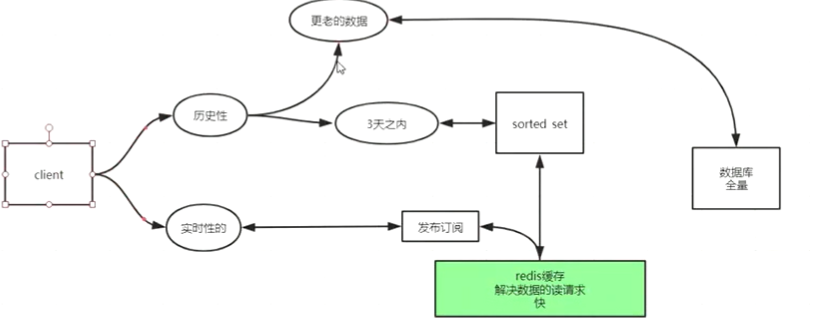 更老的数据
历史性
3天之内
sorted set
client
数据库
全量
实时性的
发布订阅
redis缓存
解决数据的读请求
快